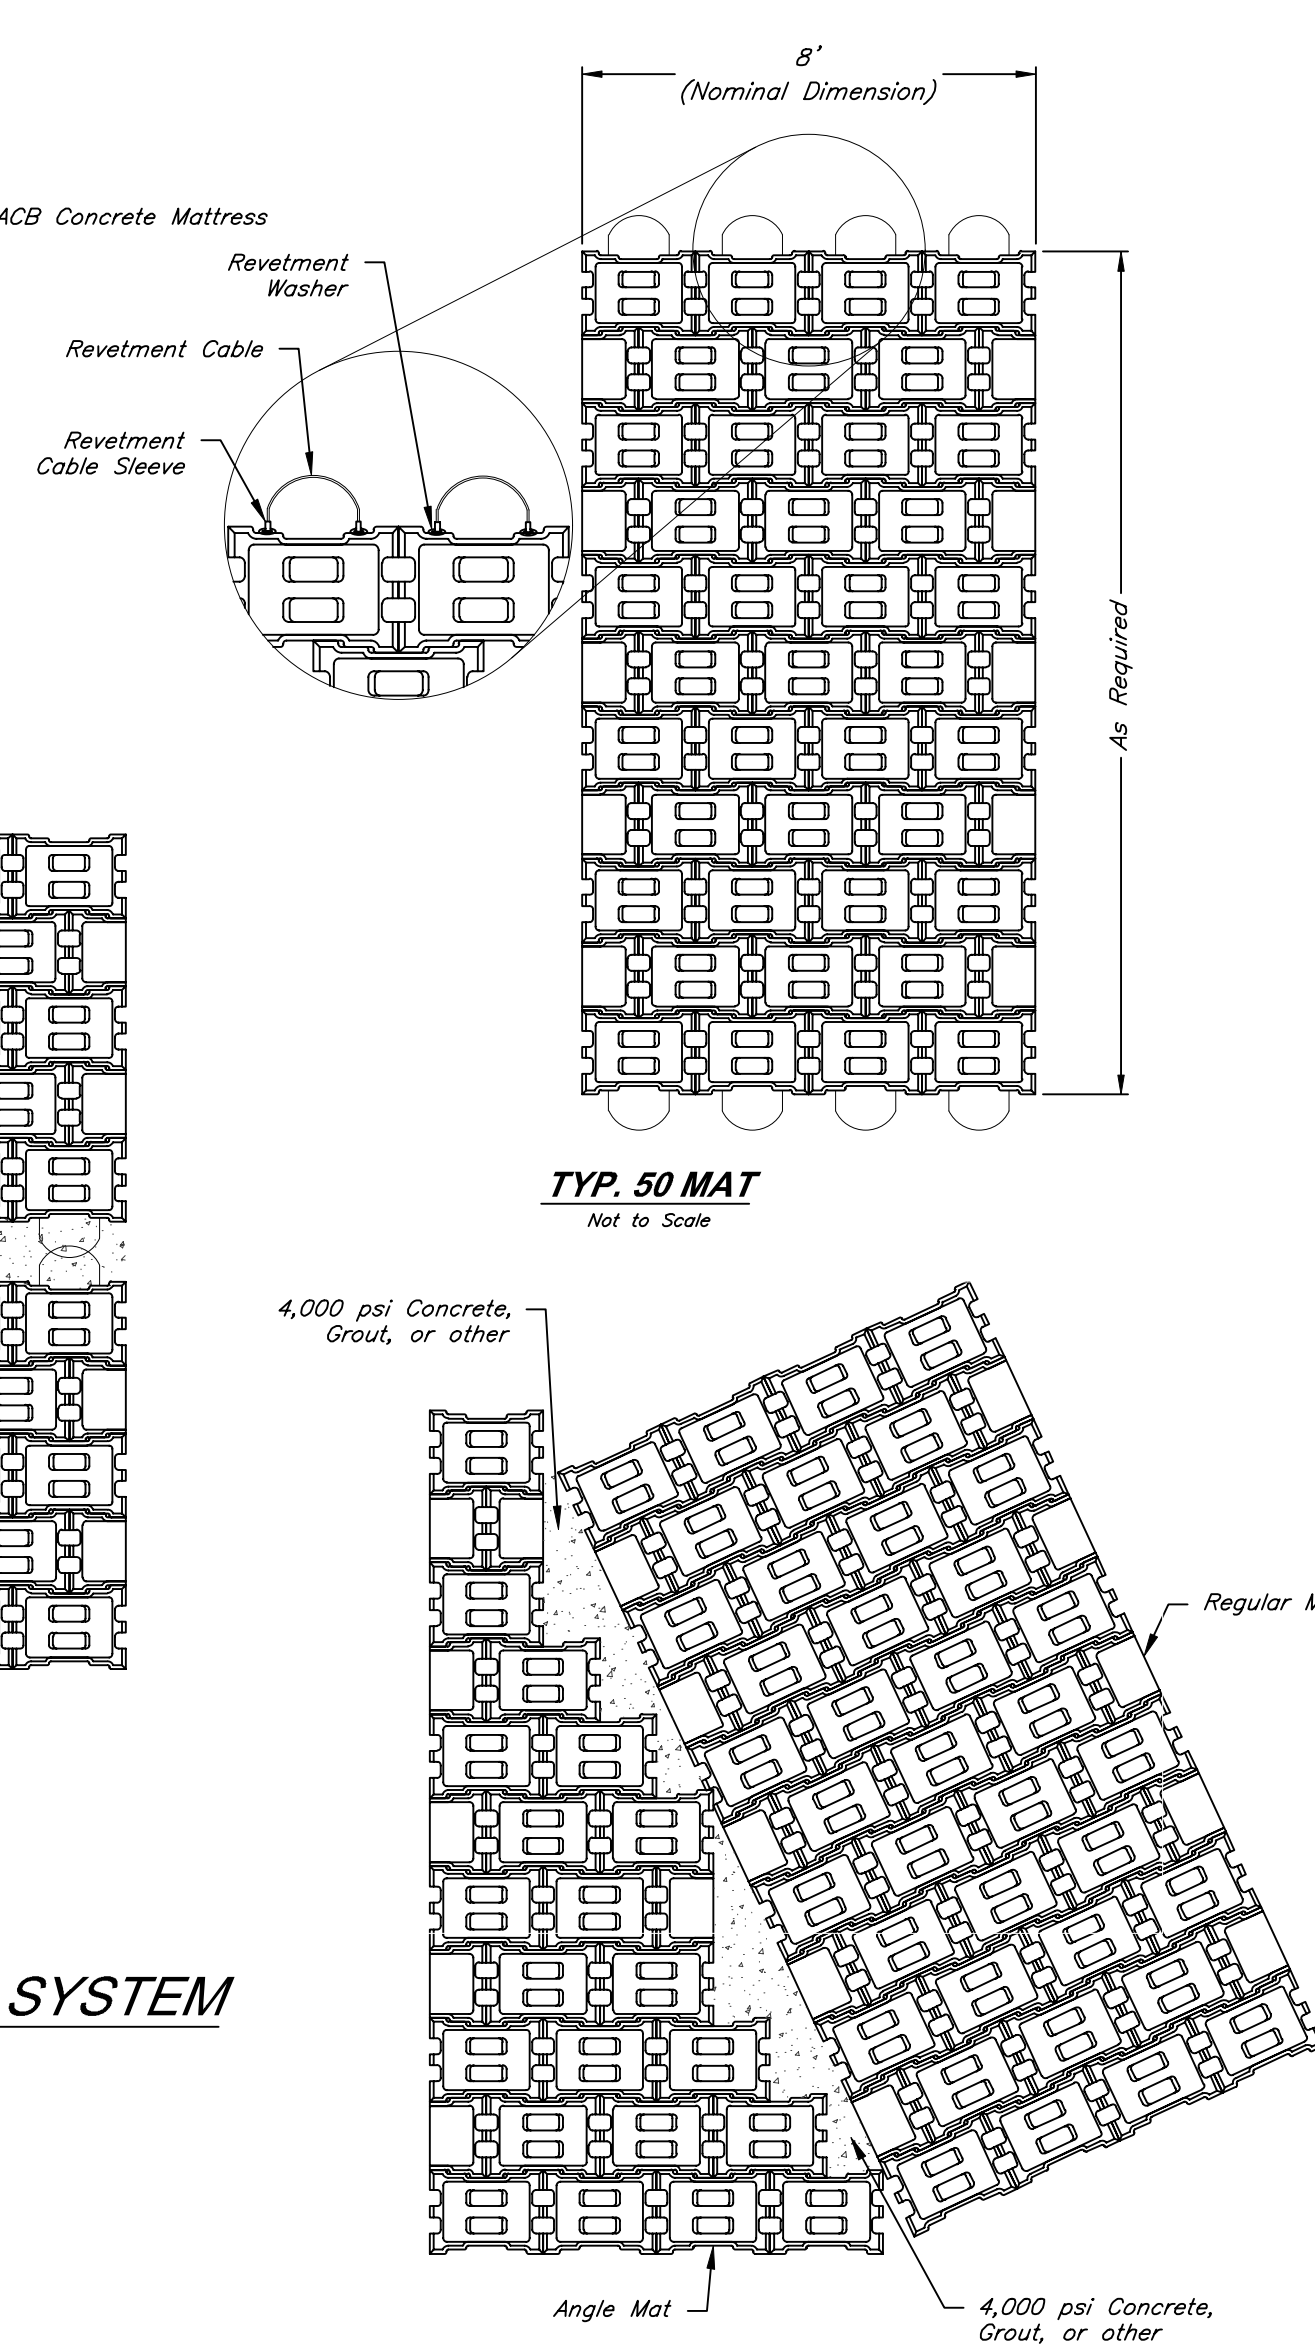 8'
(Nominal Dimension)
ACB Concrete Mattress
Revetment
Washer
Revetment Cable
Revetment
Cable Sleeve
As Required
TYP. 50 MAT
Not to Scale
4,000 psi Concrete,
Grout, or other
Regular M
SYSTEM
Angle Mat
4,000 psi Concrete,
Grout, or other